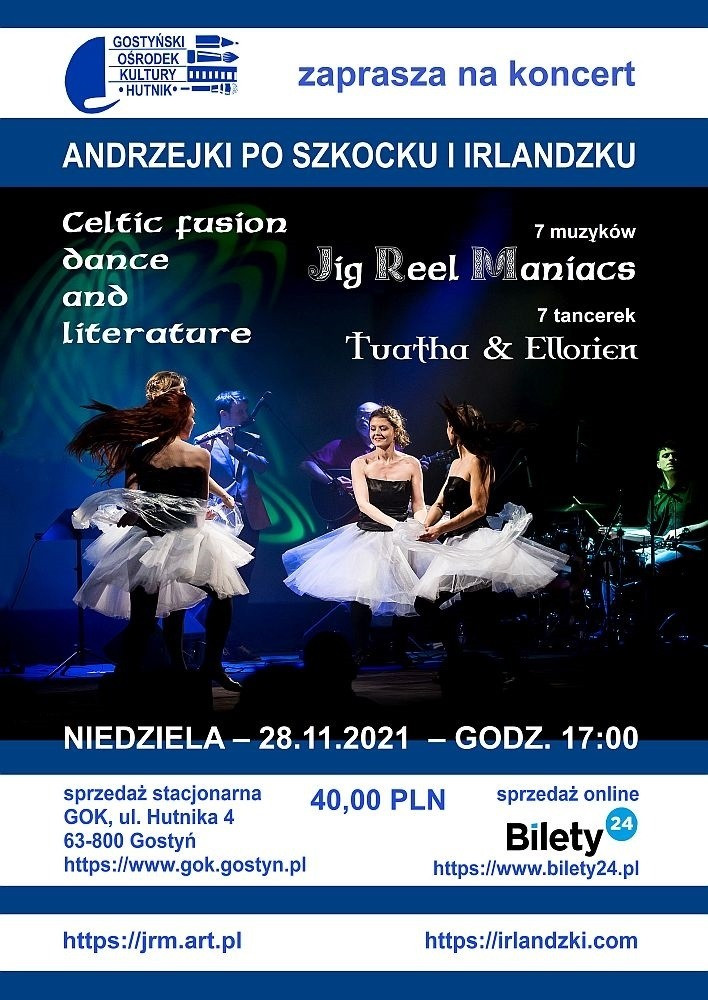 GOSTYŃSKI
OŚRODEK
KULTURY
•HUTNIK•
zaprasza na koncert
ANDRZEJKI PO SZKOCKU I IRLANDZKU
Celtic fusion
dance
and
literature
7 muzyków
Jig Reel Maniacs
7 tancerek
Tuatha & Ellorien
NIEDZIELA – 28.11.2021 – GODZ. 17:00
sprzedaż stacjonarna
GOK, ul. Hutnika 4
63-800 Gostyń
https://www.gok.gostyn.pl
40,00 PLN
sprzedaż online
Bilety 24
https://www.bilety24.pl
https://jrm.art.pl
https://irlandzki.com